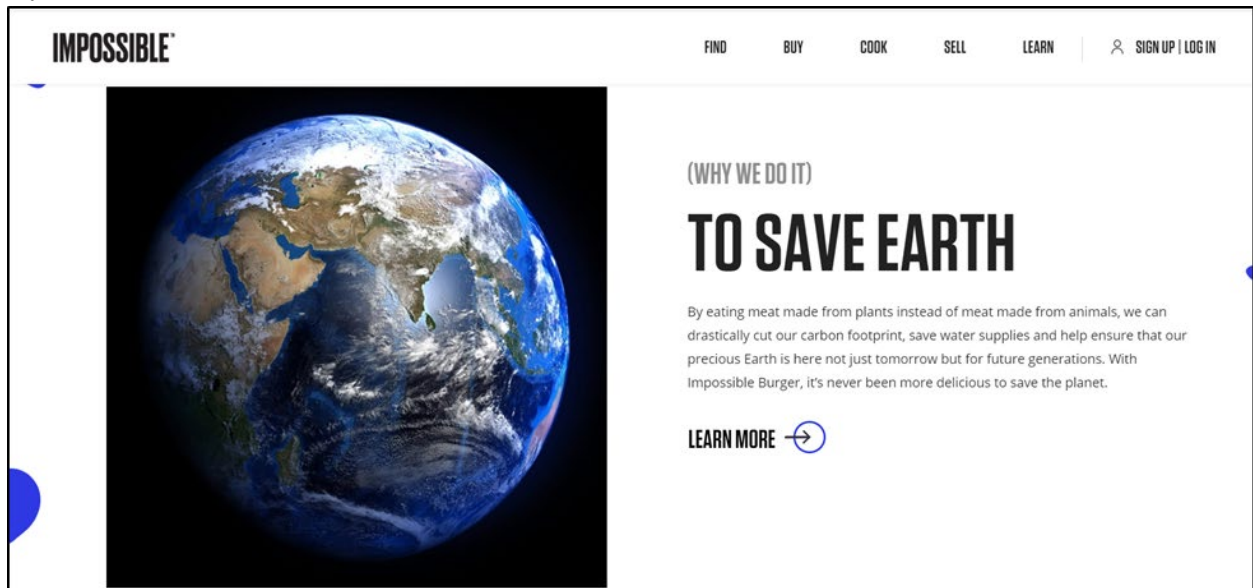 IMPOSSIBLE™
FIND BUY COOK SELL LEARN SIGN UP | LOG IN
(WHY WE DO IT)
TO SAVE EARTH
By eating meat made from plants instead of meat made from animals, we can
drastically cut our carbon footprint, save water supplies and help ensure that our
precious Earth is here not just tomorrow but for future generations. With
Impossible Burger, it's never been more delicious to save the planet.
LEARN MORE